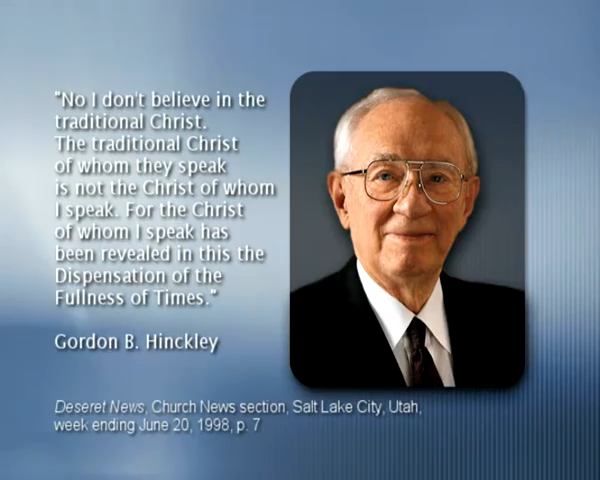 "No I don't believe in the
traditional Christ.
The traditional Christ
of whom they speak
is not the Christ of whom
I speak. For the Christ
of whom I speak has
been revealed in this the
Dispensation of the
Fullness of Times."
Gordon B. Hinckley
Deseret News, Church News section, Salt Lake City, Utah,
week ending June 20, 1998, p. 7